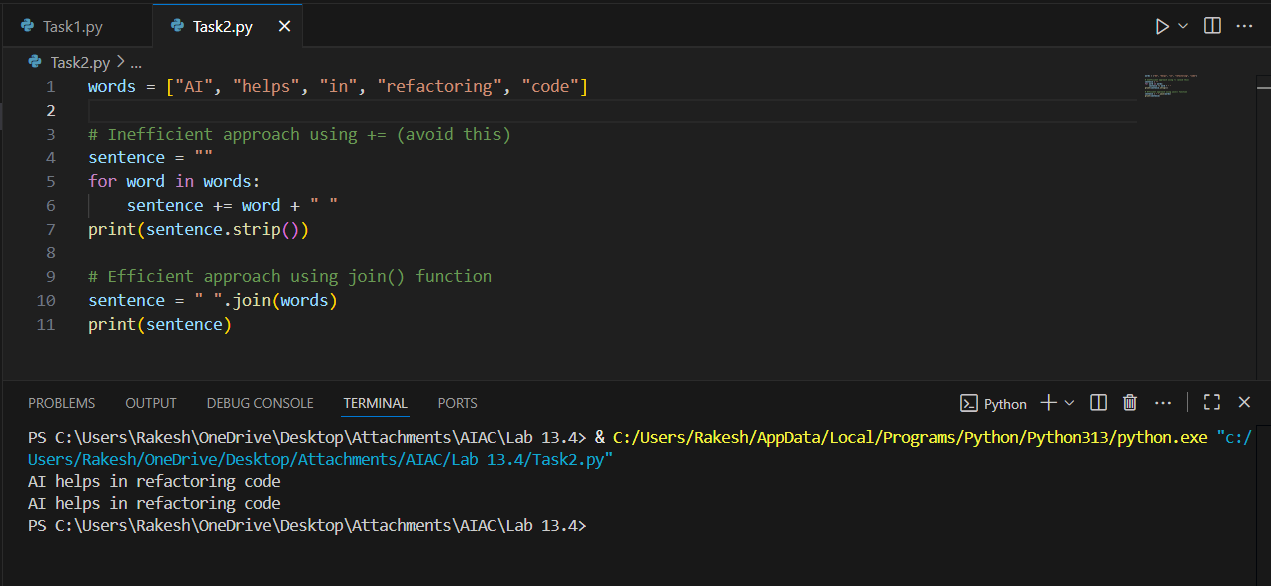 Task1.py
Task2.py
Task2.py > ...
1 words = ["AI", "helps", "in", "refactoring", "code"]
2
3 # Inefficient approach using += (avoid this)
4 sentence = ""
5 for word in words:
6     sentence += word + " "
7 print(sentence.strip())
8
9 # Efficient approach using join() function
10 sentence = " ".join(words)
11 print(sentence)
PROBLEMS OUTPUT DEBUG CONSOLE TERMINAL PORTS Python
PS C:\Users\Rakesh\OneDrive\Desktop\Attachments\AIAC\Lab 13.4> & C:/Users/Rakesh/AppData/Local/Programs/Python/Python313/python.exe "c:/
Users/Rakesh/OneDrive/Desktop/Attachments/AIAC/Lab 13.4/Task2.py"
AI helps in refactoring code
AI helps in refactoring code
PS C:\Users\Rakesh\OneDrive\Desktop\Attachments\AIAC\Lab 13.4>